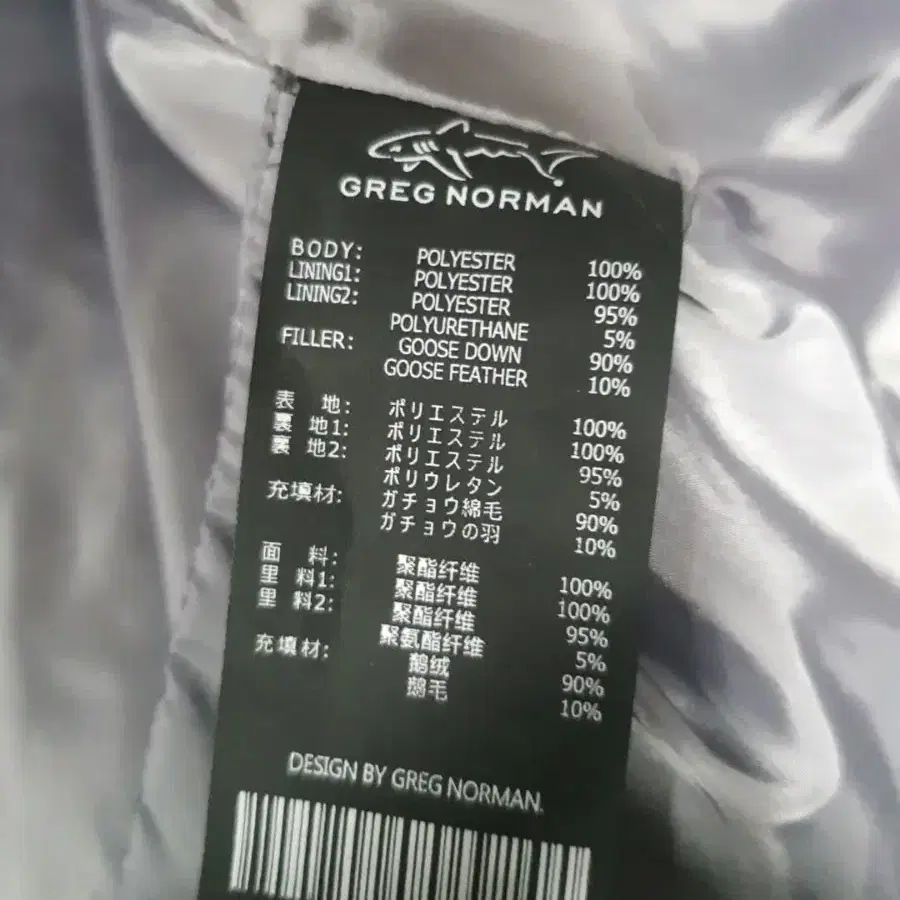 GREG NORMAN
BODY: POLYESTER 100%
LINING1: POLYESTER 100%
LINING2: POLYESTER 95%
POLYURETHANE 5%
FILLER: GOOSE DOWN 90%
GOOSE FEATHER 10%
表 地: ポリエステル 100%
裏 地1: ポリエステル 100%
裏 地2: ポリエステル 95%
ポリウレタン 5%
充填材: ガチョウ綿毛 90%
ガチョウの羽 10%
面 料: 聚酯纤维 100%
里 料1: 聚酯纤维 100%
里 料2: 聚酯纤维 95%
聚氨酯纤维 5%
充填材: 鹅绒 90%
鹅毛 10%
DESIGN BY GREG NORMAN.